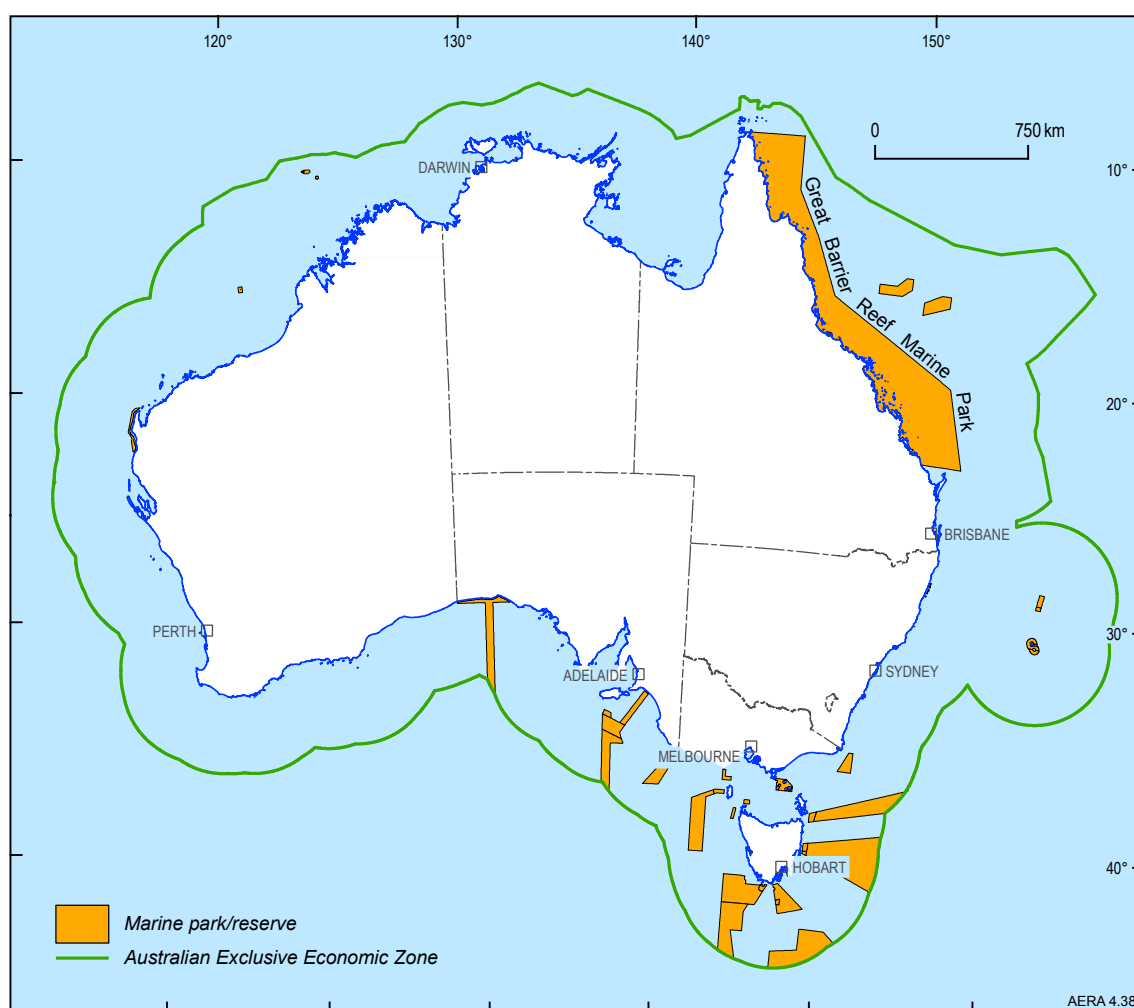 120°
130°
140°
150°
0
750 km
DARWIN
10°
Great Barrier Reef Marine Park
20°
BRISBANE
PERTH
30°
ADELAIDE
SYDNEY
MELBOURNE
HOBART
40°
Marine park/reserve
Australian Exclusive Economic Zone
AERA 4.38